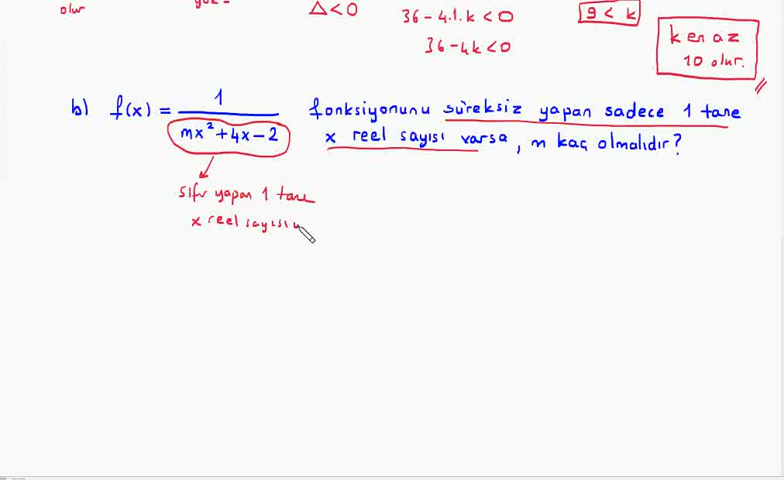 olur
Δ<0
36-4.1.k<0
36-4k<0
9<k
k en az
10 olur.
b) f(x) = 1 / mx²+4x-2 fonksiyonunu süreksiz yapan sadece 1 tane
x reel sayısı varsa, m kaç olmalıdır?
sıfır yapan 1 tane
x reel sayısı